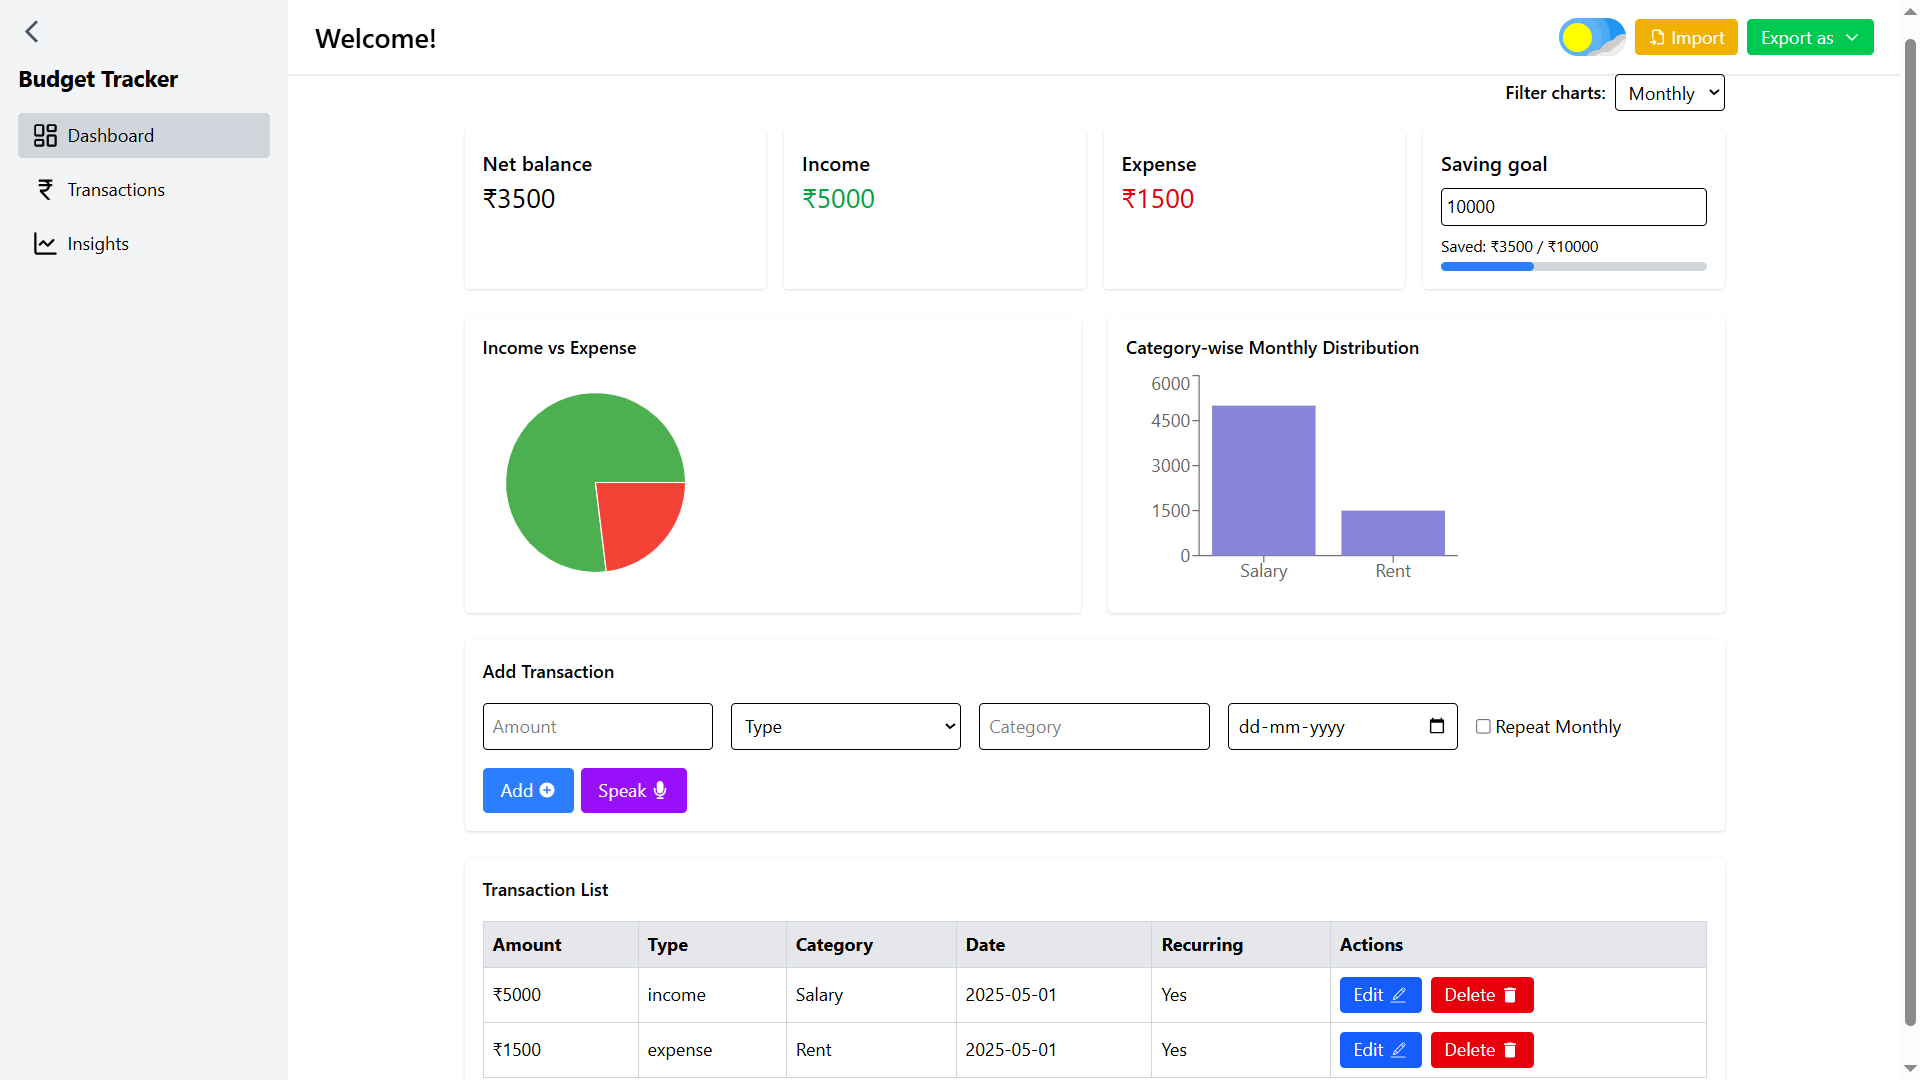 Welcome!
Import
Export as
Budget Tracker
Dashboard
Transactions
Insights
Filter charts: Monthly
Net balance
₹3500
Income
₹5000
Expense
₹1500
Saving goal
10000
Saved: ₹3500 / ₹10000
Income vs Expense
Category-wise Monthly Distribution
6000
4500
3000
1500
0
Salary Rent
Add Transaction
Amount Type Category dd-mm-yyyy Repeat Monthly
Add Speak
Transaction List
Amount Type Category Date Recurring Actions
₹5000 income Salary 2025-05-01 Yes Edit Delete
₹1500 expense Rent 2025-05-01 Yes Edit Delete